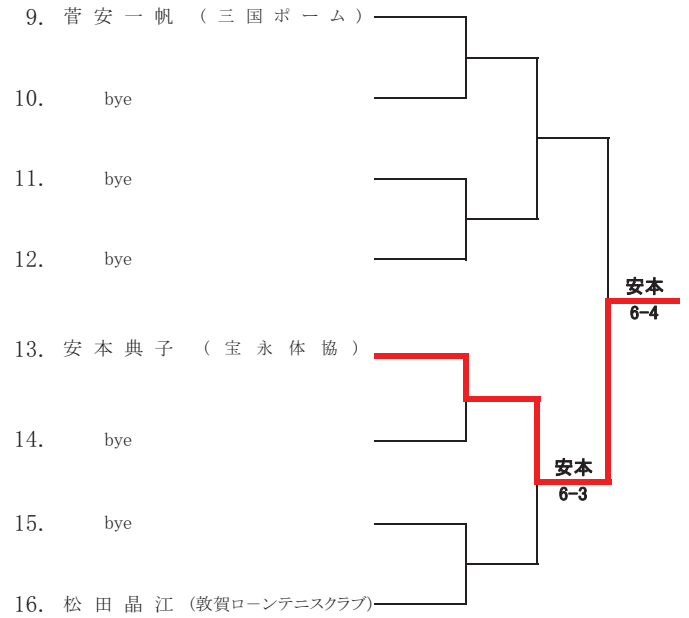 9. 菅安一帆 (三国ポーム)
10. bye
11. bye
12. bye
安本
6-4
13. 安本典子 (宝永体協)
14. bye
安本
6-3
15. bye
16. 松田晶江 (敦賀ローンテニスクラブ)